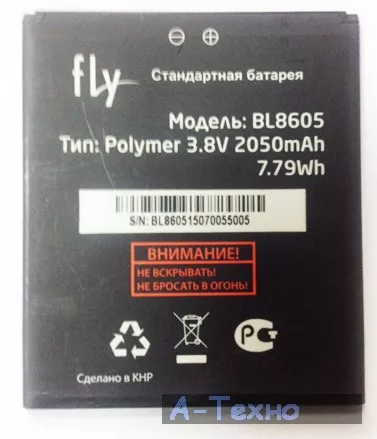 fly Стандартная батарея
Модель: BL8605
Тип: Polymer 3.8V 2050mAh
7.79Wh
S/N: BL860515070055005
ВНИМАНИЕ!
НЕ ВСКРЫВАТЬ!
НЕ БРОСАТЬ В ОГОНЬ!
Сделано в КНР
А-Техно